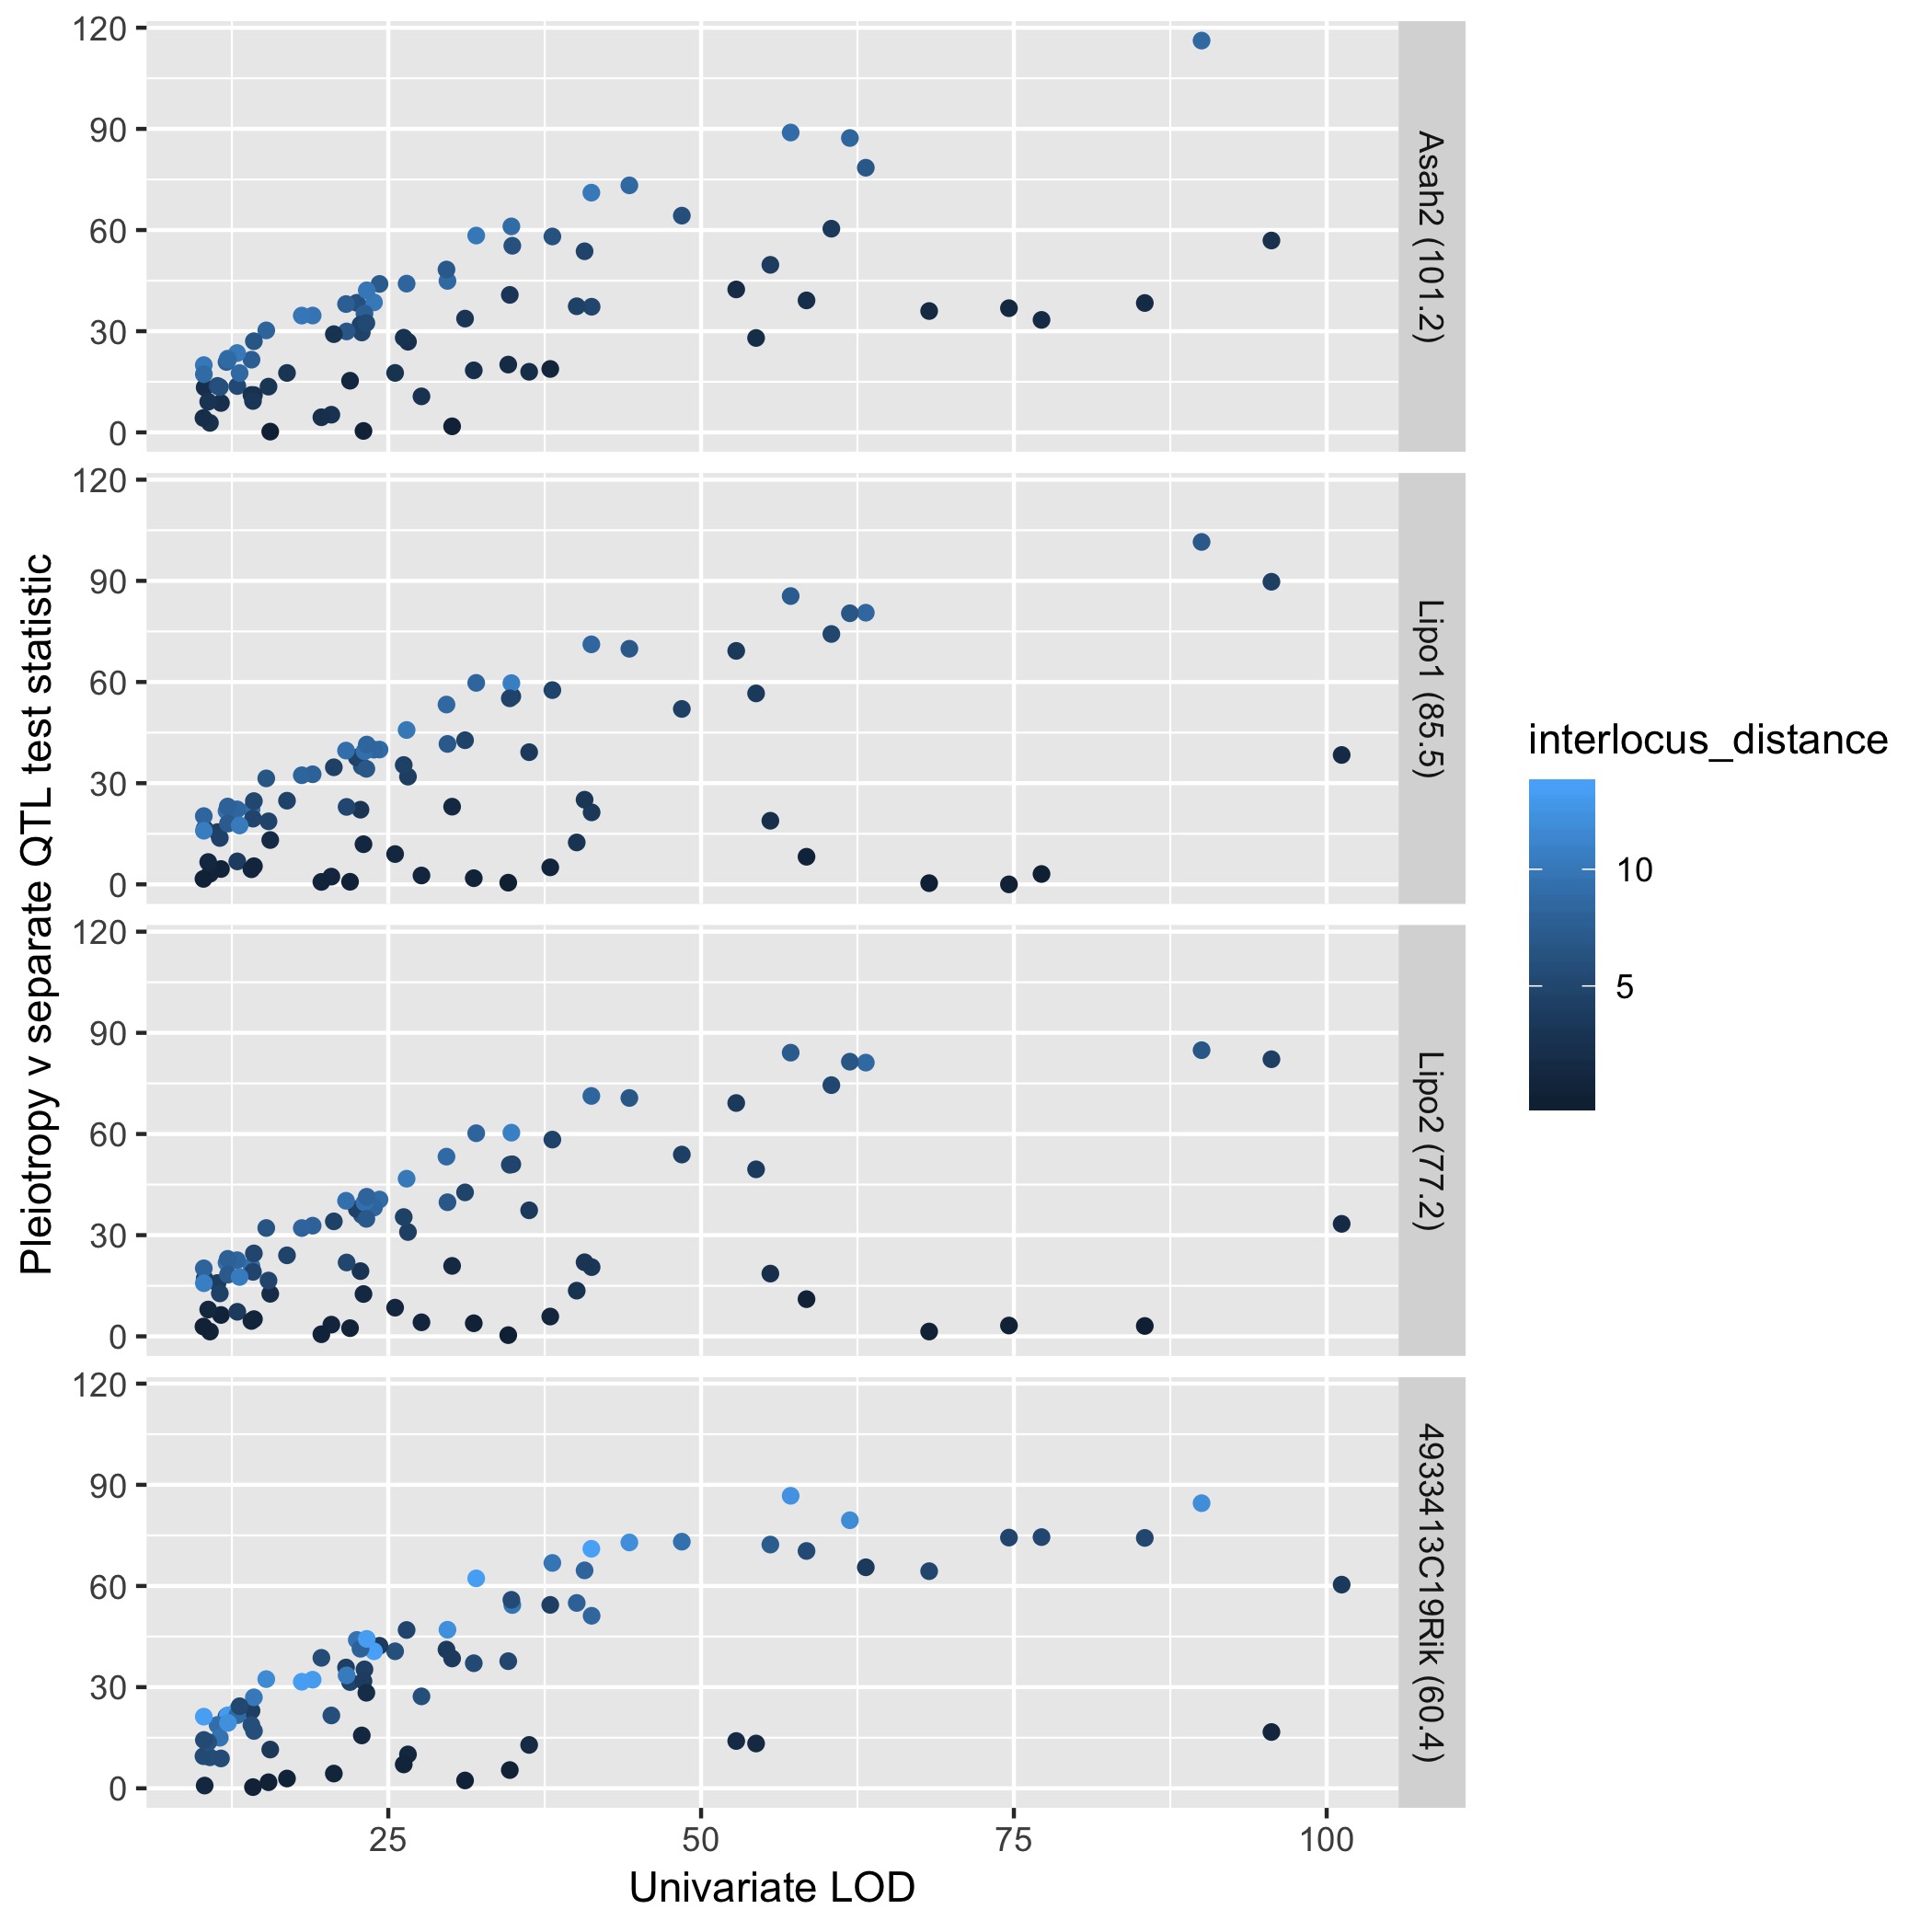 120
90
60
30
0
Asah2 (101.2)
120
90
60
30
0
Lipo1 (85.5)
120
90
60
30
0
Lipo2 (77.2)
120
90
60
30
0
4933413C19Rik (60.4)
25 50 75 100
Univariate LOD
Pleiotropy v separate QTL test statistic
interlocus_distance
10
5